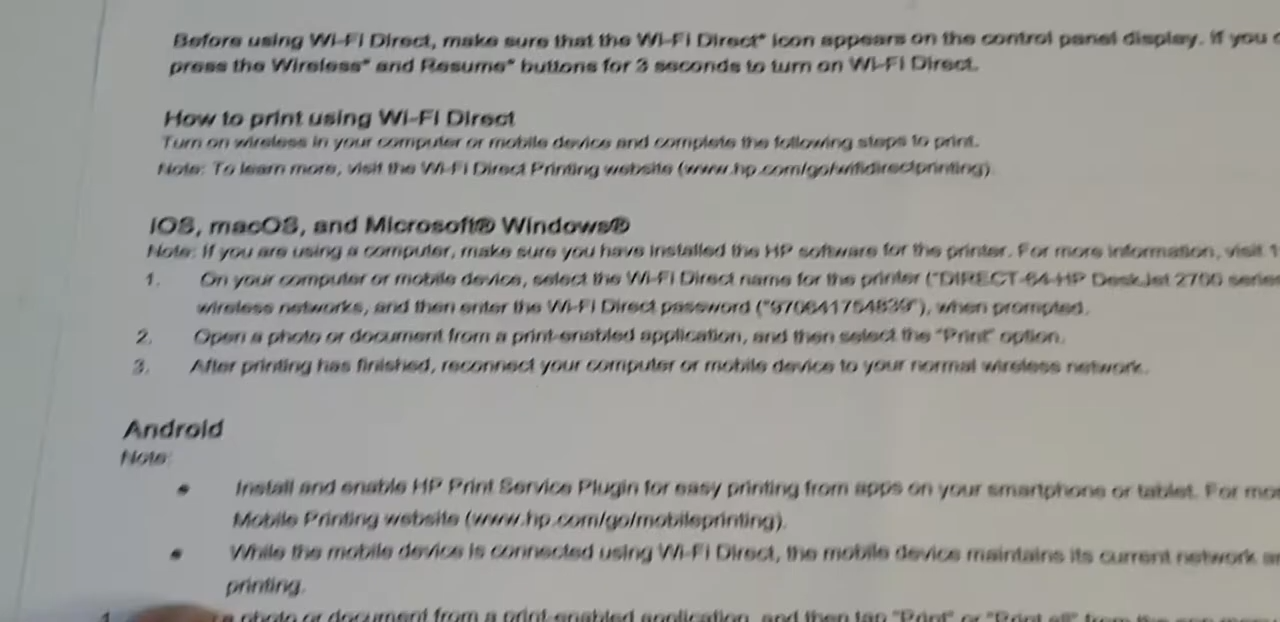 Before using Wi-Fi Direct, make sure that the Wi-Fi Direct* icon appears on the control panel display. If you
press the Wireless* and Resume* buttons for 3 seconds to turn on Wi-Fi Direct.
How to print using Wi-Fi Direct
Turn on wireless in your computer or mobile device and complete the following steps to print.
Note: To learn more, visit the Wi-Fi Direct Printing website (www.hp.com/go/wifidirectprinting).
iOS, macOS, and Microsoft® Windows®
Note: If you are using a computer, make sure you have installed the HP software for the printer. For more information, visit
1. On your computer or mobile device, select the Wi-Fi Direct name for the printer ("DIRECT-64-HP DeskJet 2700 series
wireless networks, and then enter the Wi-Fi Direct password ("970641754839"), when prompted.
2. Open a photo or document from a print-enabled application, and then select the "Print" option.
3. After printing has finished, reconnect your computer or mobile device to your normal wireless network.
Android
Note:
• Install and enable HP Print Service Plugin for easy printing from apps on your smartphone or tablet. For
Mobile Printing website (www.hp.com/go/mobileprinting).
• While the mobile device is connected using Wi-Fi Direct, the mobile device maintains its current network
printing.
a photo or document from a print-enabled application, and then tap "Print" or